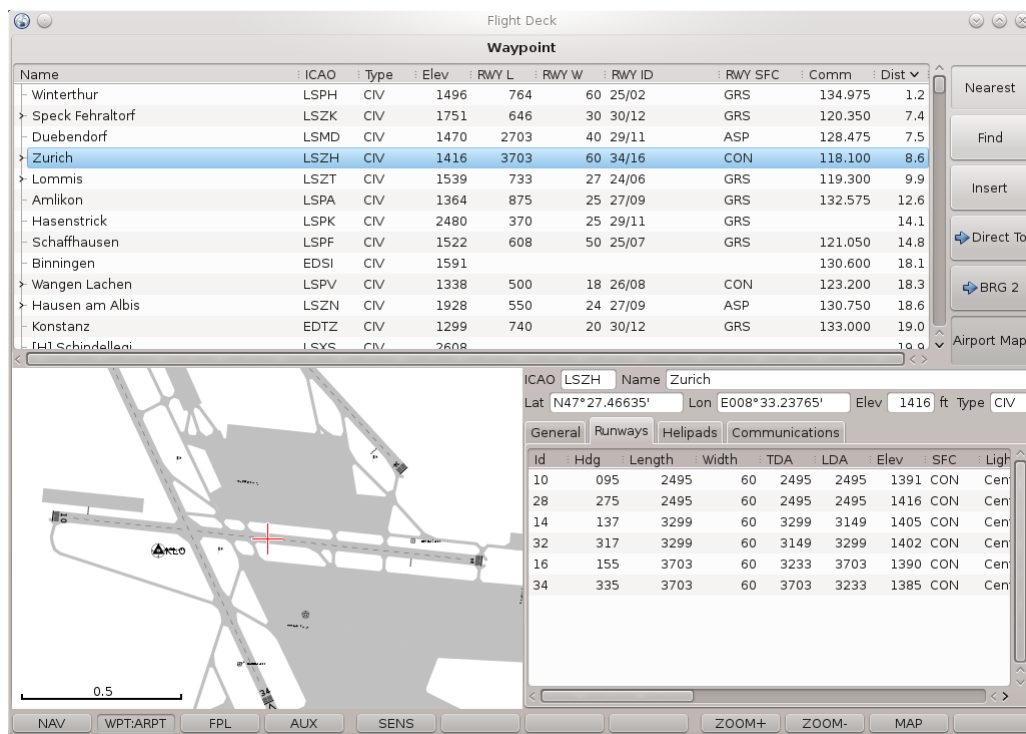 Flight Deck
Waypoint
Name ICAO Type Elev RWY L RWY W RWY ID RWY SFC Comm Dist
Winterthur LSPH CIV 1496 764 60 25/02 GRS 134.975 1.2
Speck Fehraltorf LSZK CIV 1751 646 30 30/12 GRS 120.350 7.4
Duebendorf LSMD CIV 1470 2703 40 29/11 ASP 128.475 7.5
Zurich LSZH CIV 1416 3703 60 34/16 CON 118.100 8.6
Lommis LSZT CIV 1539 733 27 24/06 GRS 119.300 9.9
Amlikon LSPA CIV 1364 875 25 27/09 GRS 132.575 12.6
Hasenstrick LSPK CIV 2480 370 25 29/11 GRS 14.1
Schaffhausen LSPF CIV 1522 608 50 25/07 GRS 121.050 14.8
Binningen EDSI CIV 1591 130.600 18.1
Wangen Lachen LSPV CIV 1338 500 18 26/08 CON 123.200 18.3
Hausen am Albis LSZN CIV 1928 550 24 27/09 ASP 130.750 18.6
Konstanz EDTZ CIV 1299 740 20 30/12 GRS 133.000 19.0
[H] Schindellegi LSXS CIV 2608 19.9
Nearest
Find
Insert
Direct To
BRG 2
Airport Map
KLO
10
0.5
ICAO LSZH Name Zurich
Lat N47°27.46635' Lon E008°33.23765' Elev 1416 ft Type CIV
General Runways Helipads Communications
Id Hdg Length Width TDA LDA Elev SFC Ligh
10 095 2495 60 2495 2495 1391 CON Cen
28 275 2495 60 2495 2495 1416 CON Cen
14 137 3299 60 3299 3149 1405 CON Cen
32 317 3299 60 3149 3299 1402 CON Cen
16 155 3703 60 3233 3703 1390 CON Cen
34 335 3703 60 3703 3233 1385 CON Cen
NAV WPT:ARPT FPL AUX SENS ZOOM+ ZOOM- MAP